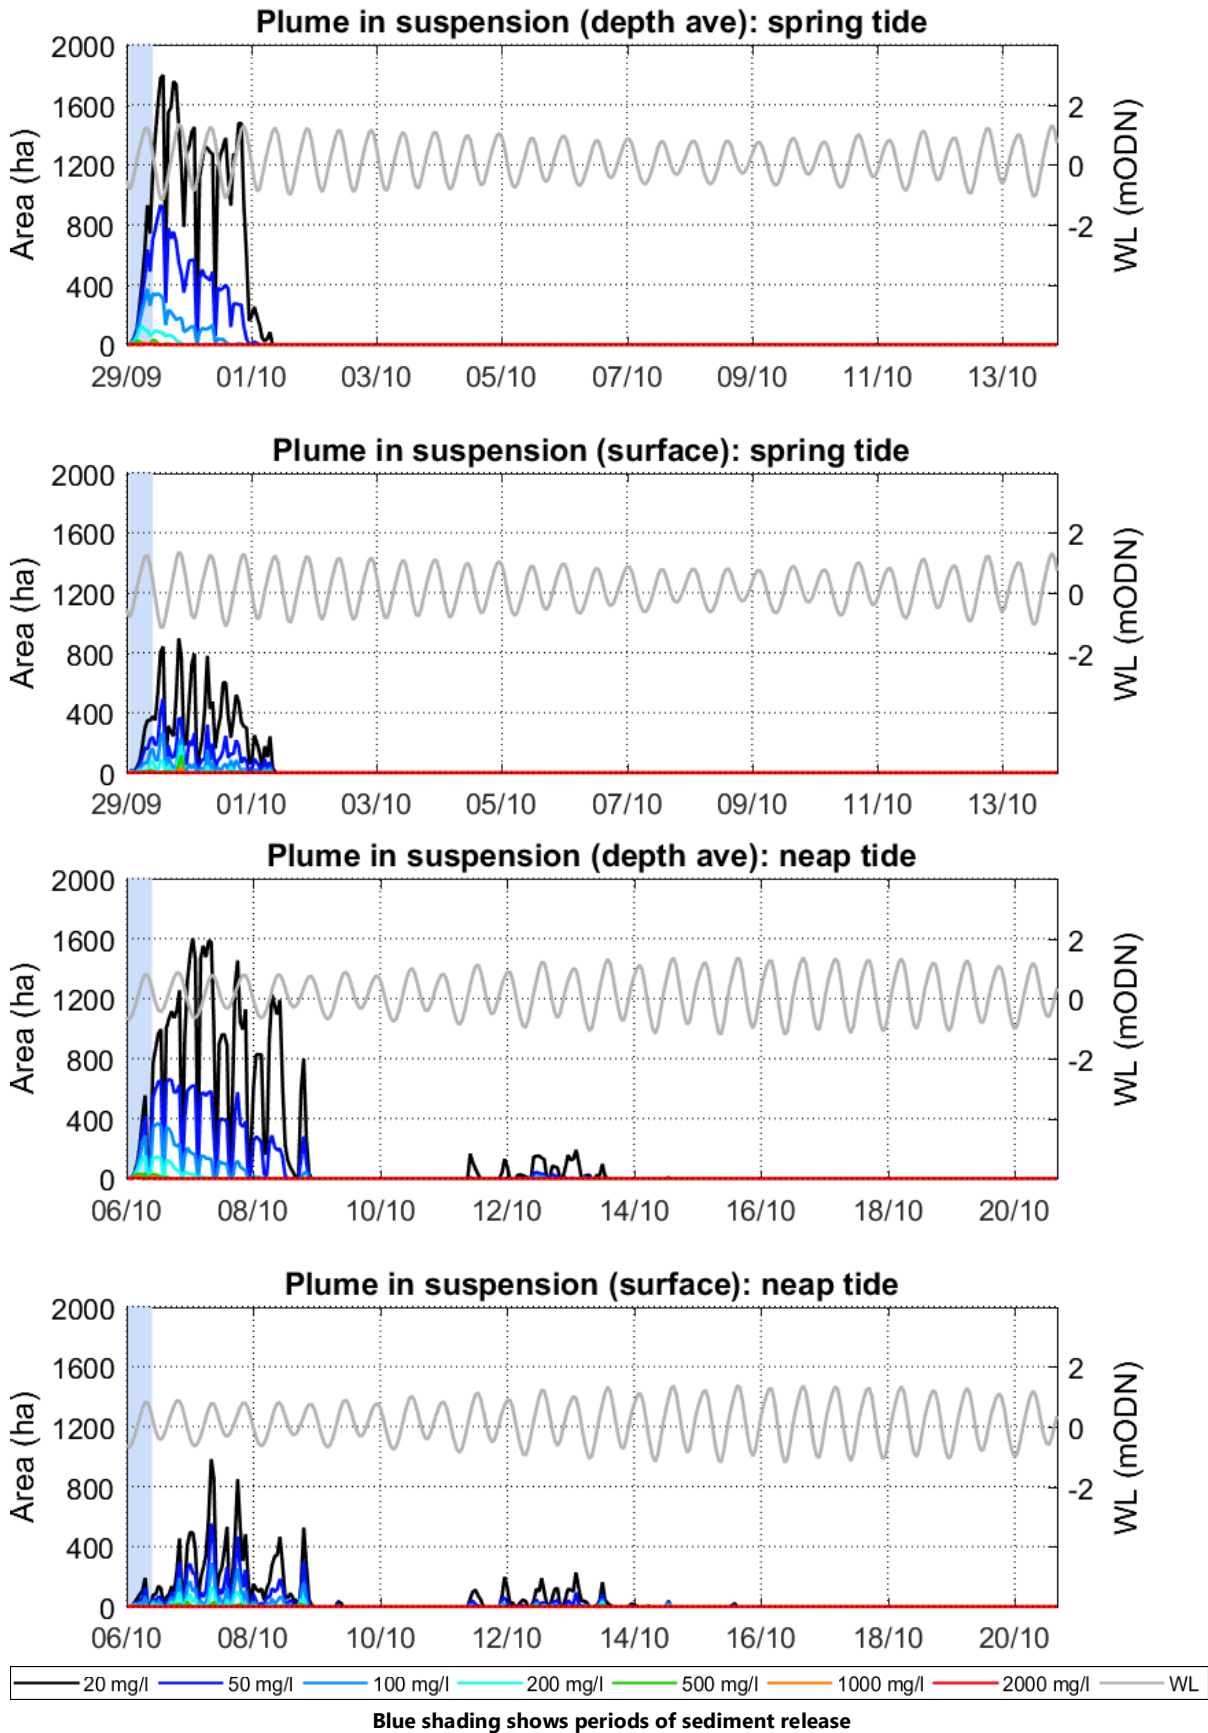 Plume in suspension (depth ave): spring tide
2000
1600
1200
800
400
0
Area (ha)
2
0
-2
WL (mODN)
29/09 01/10 03/10 05/10 07/10 09/10 11/10 13/10
Plume in suspension (surface): spring tide
2000
1600
1200
800
400
0
Area (ha)
2
0
-2
WL (mODN)
29/09 01/10 03/10 05/10 07/10 09/10 11/10 13/10
Plume in suspension (depth ave): neap tide
2000
1600
1200
800
400
0
Area (ha)
2
0
-2
WL (mODN)
06/10 08/10 10/10 12/10 14/10 16/10 18/10 20/10
Plume in suspension (surface): neap tide
2000
1600
1200
800
400
0
Area (ha)
2
0
-2
WL (mODN)
06/10 08/10 10/10 12/10 14/10 16/10 18/10 20/10
20 mg/l 50 mg/l 100 mg/l 200 mg/l 500 mg/l 1000 mg/l 2000 mg/l WL
Blue shading shows periods of sediment release